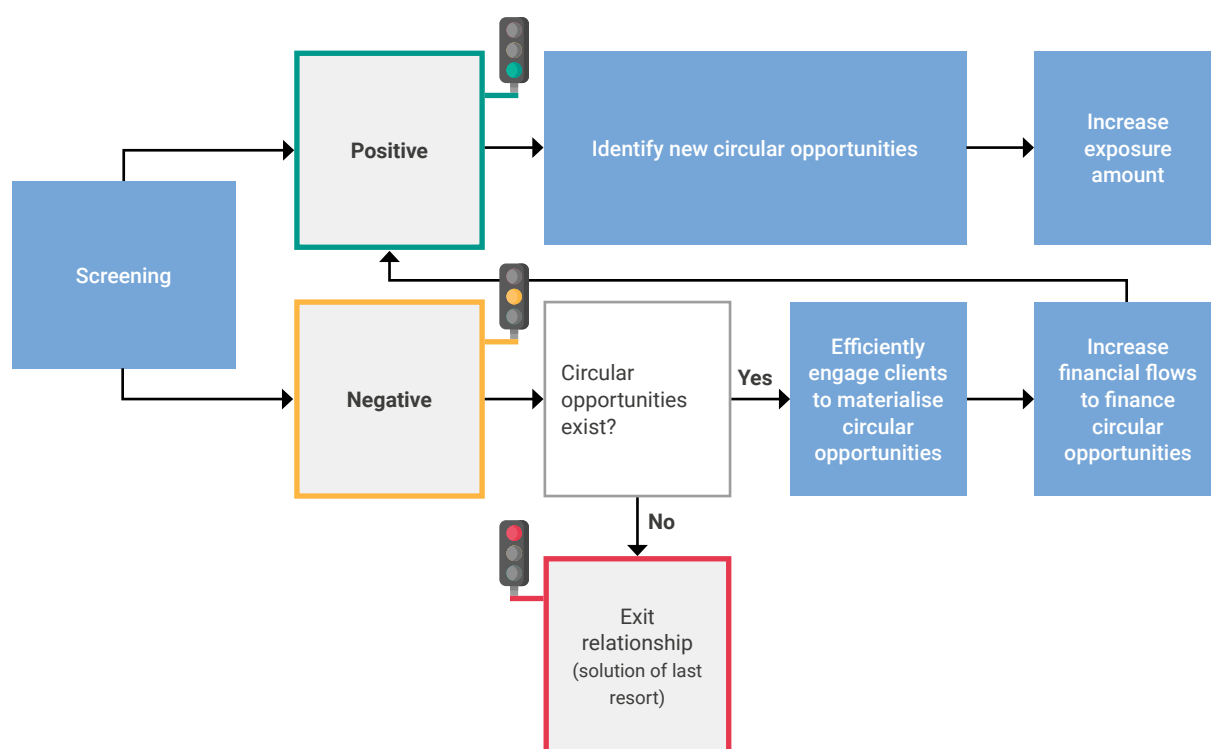 Positive
Identify new circular opportunities
Increase
exposure
amount
Screening
Negative
Circular
opportunities
exist?
Yes
Efficiently
engage clients
to materialise
circular
opportunities
Increase
financial flows
to finance
circular
opportunities
No
Exit
relationship
(solution of last
resort)